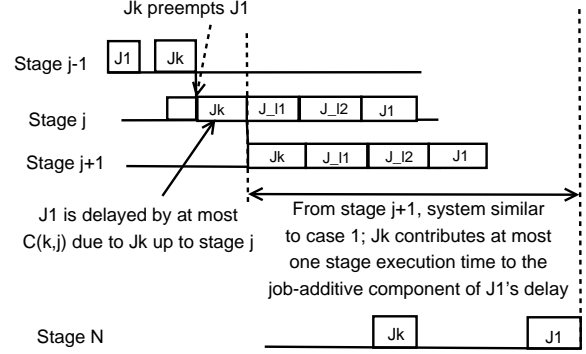 Jk preempts J1
Stage j-1
J1
Jk
Stage j
Jk
J_l1
J_l2
J1
Stage j+1
Jk
J_l1
J_l2
J1
J1 is delayed by at most
C(k,j) due to Jk up to stage j
From stage j+1, system similar
to case 1; Jk contributes at most
one stage execution time to the
job-additive component of J1's delay
Stage N
Jk
J1